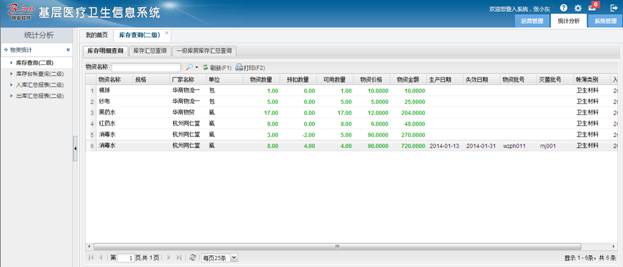 基层医疗卫生信息系统
欢迎您登入系统，张小东
运营管理 统计分析 系统管理
统计分析
我的首页 库存查询(二级)
物资统计
库存查询(二级)
库存台帐查询(二级)
入库汇总报表(二级)
出库汇总报表(二级)
库存明细查询 库存汇总查询 一级库房库存汇总查询
物资名称: 刷新(F1) 打印(F2)
物资名称 规格 厂家名称 单位 物资数量 预扣数量 可用数量 物资价格 物资金额 生产日期 失效日期 物资批号 灭菌批号 帐簿类别 入
1 棉球 华南物流一 包 1.00 0.00 1.00 10.0000 10.0000 卫生材料
2 纱布 华南物流一 包 5.00 0.00 5.00 5.0000 25.0000 卫生材料
3 黑药水 华南物贸 瓶 17.00 0.00 17.00 12.0000 204.0000 卫生材料
4 红药水 杭州同仁堂 瓶 8.00 0.00 8.00 6.0000 48.0000 卫生材料
5 消毒水 杭州同仁堂 瓶 3.00 -2.00 5.00 90.0000 270.0000 卫生材料
6 消毒水 杭州同仁堂 瓶 8.00 4.00 4.00 90.0000 720.0000 2014-01-13 2014-01-31 wzph011 mj001 卫生材料
第 1 页,共 1 页 每页25条 显示 1 - 6条，共 6 条